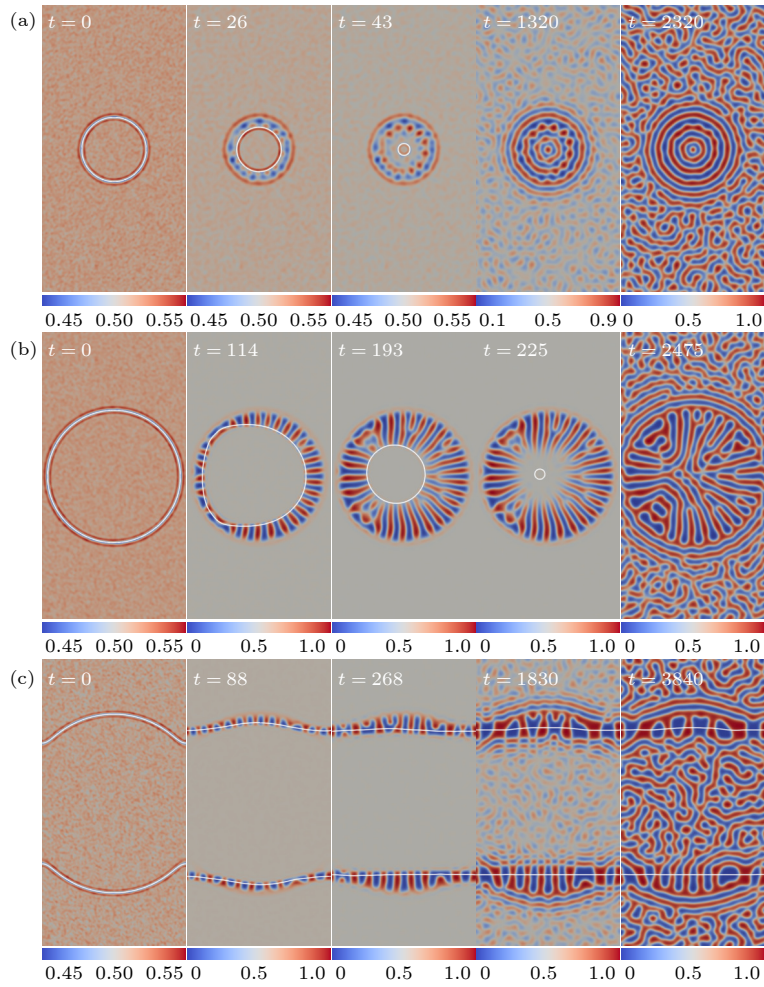 (a)
t = 0 t = 26 t = 43 t = 1320 t = 2320
0.45 0.50 0.55 0.45 0.50 0.55 0.45 0.50 0.55 0.1 0.5 0.9 0 0.5 1.0
(b)
t = 0 t = 114 t = 193 t = 225 t = 2475
0.45 0.50 0.55 0 0.5 1.0 0 0.5 1.0 0 0.5 1.0 0 0.5 1.0
(c)
t = 0 t = 88 t = 268 t = 1830 t = 3840
0.45 0.50 0.55 0 0.5 1.0 0 0.5 1.0 0 0.5 1.0 0 0.5 1.0